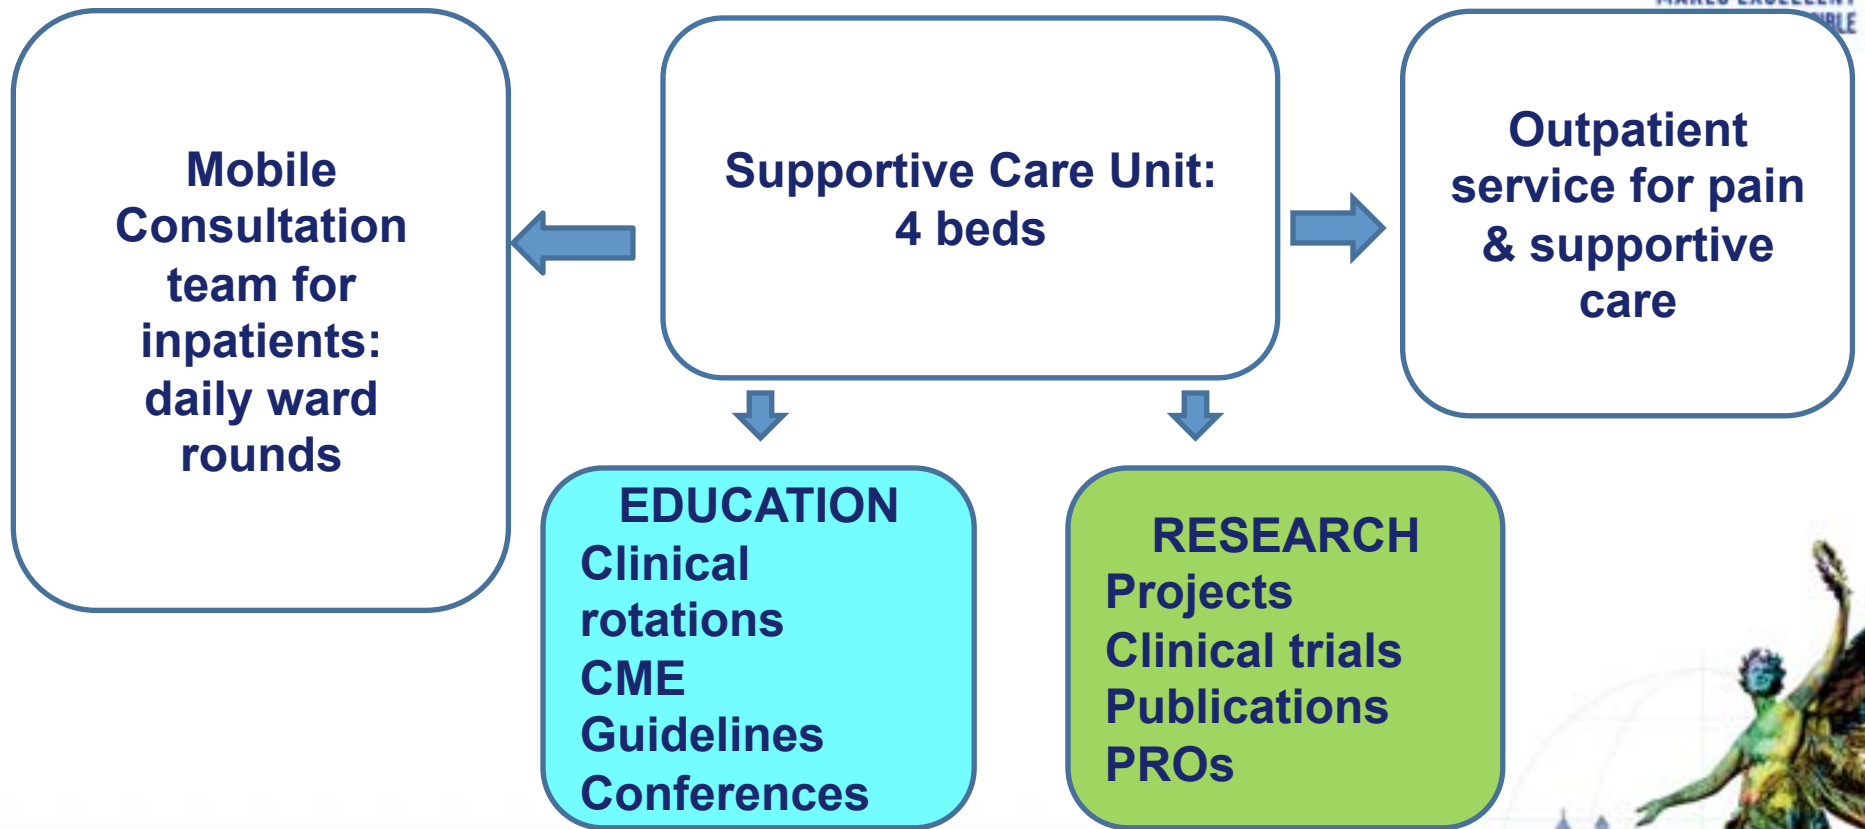 Mobile
Consultation
team for
inpatients:
daily ward
rounds
Supportive Care Unit:
4 beds
Outpatient
service for pain
& supportive
care
EDUCATION
Clinical
rotations
CME
Guidelines
Conferences
RESEARCH
Projects
Clinical trials
Publications
PROs